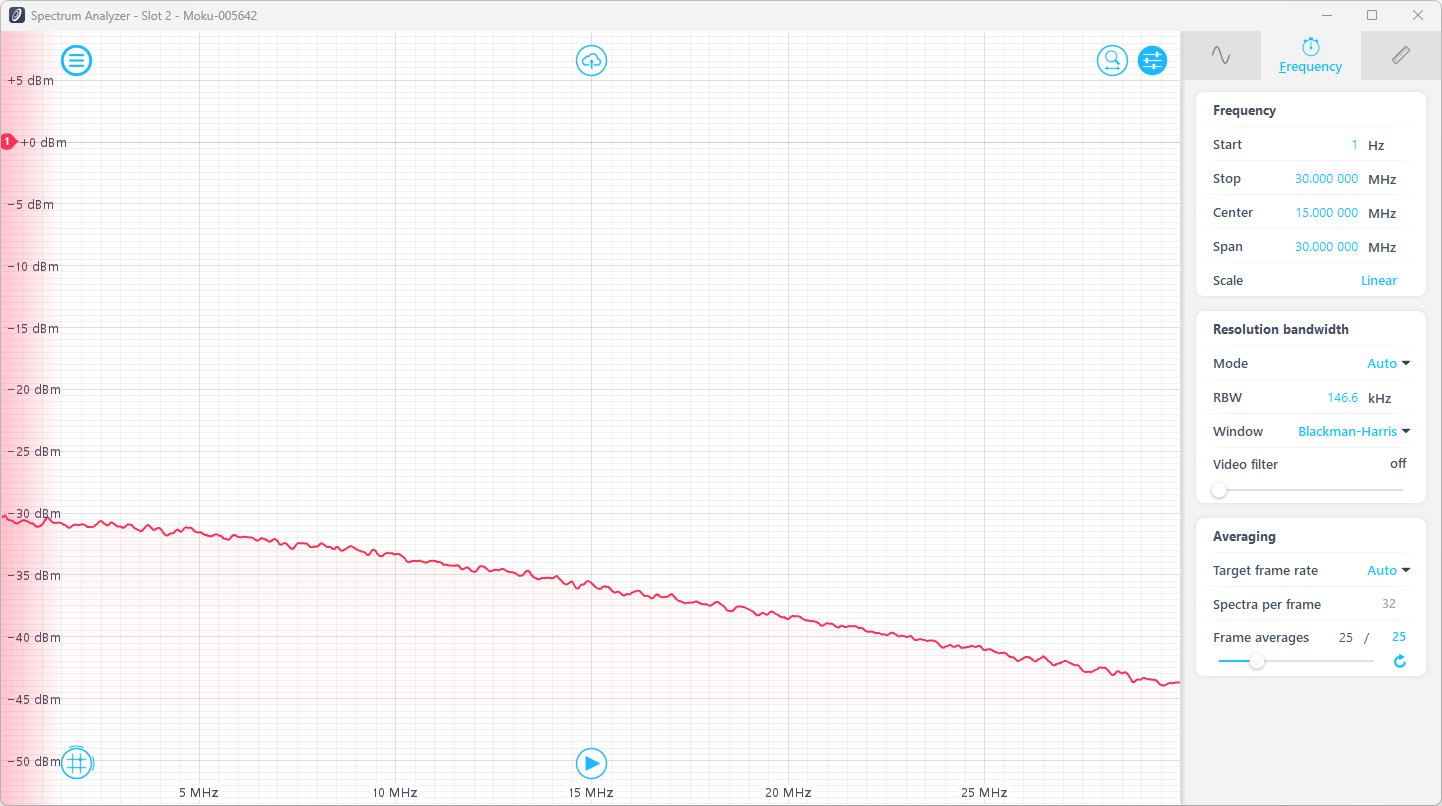 Spectrum Analyzer - Slot 2 - Moku-005642
+5 dBm
1 +0 dBm
−5 dBm
−10 dBm
−15 dBm
−20 dBm
−25 dBm
−30 dBm
−35 dBm
−40 dBm
−45 dBm
−50 dBm
5 MHz 10 MHz 15 MHz 20 MHz 25 MHz
Frequency
Frequency
Start 1 Hz
Stop 30.000 000 MHz
Center 15.000 000 MHz
Span 30.000 000 MHz
Scale Linear
Resolution bandwidth
Mode Auto
RBW 146.6 kHz
Window Blackman-Harris
Video filter off
Averaging
Target frame rate Auto
Spectra per frame 32
Frame averages 25 / 25